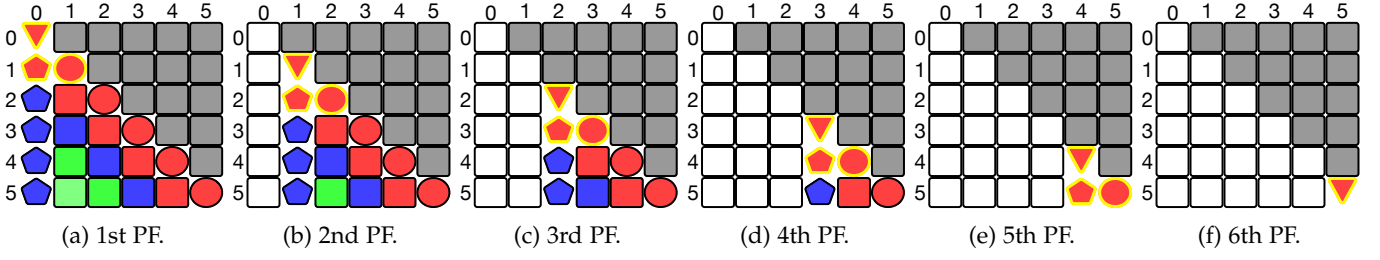 0 1 2 3 4 5 0 1 2 3 4 5 0 1 2 3 4 5 0 1 2 3 4 5 0 1 2 3 4 5 0 1 2 3 4 5
0 0 0 0 0 0
1 1 1 1 1 1
2 2 2 2 2 2
3 3 3 3 3 3
4 4 4 4 4 4
5 5 5 5 5 5
(a) 1st PF. (b) 2nd PF. (c) 3rd PF. (d) 4th PF. (e) 5th PF. (f) 6th PF.